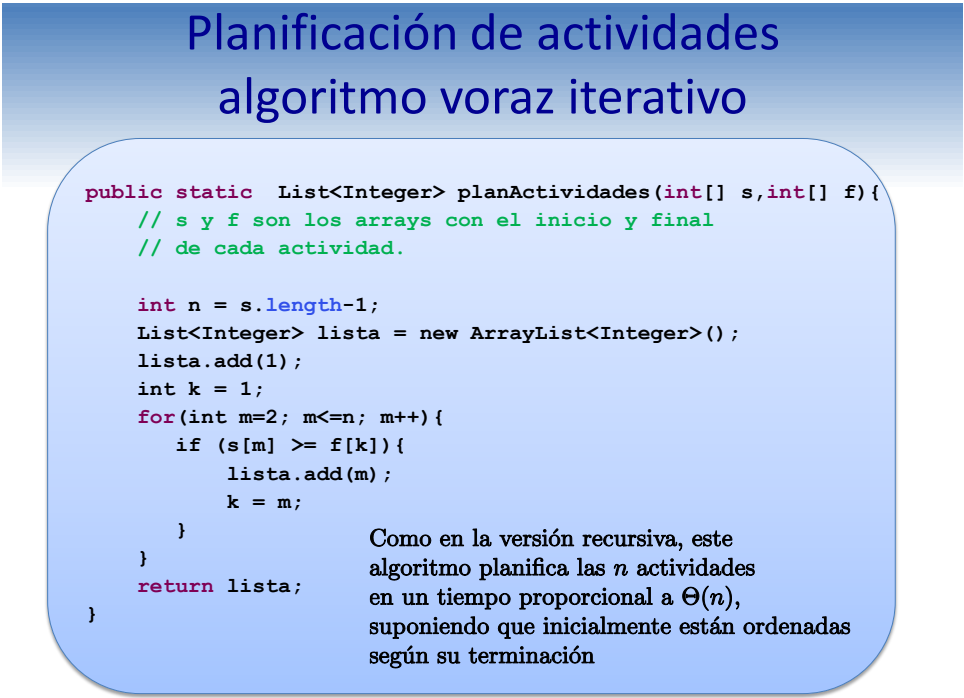 Planificación de actividades
algoritmo voraz iterativo
public static  List<Integer> planActividades(int[] s,int[] f){
    // s y f son los arrays con el inicio y final
    // de cada actividad.
    int n = s.length-1;
    List<Integer> lista = new ArrayList<Integer>();
    lista.add(1);
    int k = 1;
    for(int m=2; m<=n; m++){
       if (s[m] >= f[k]){
           lista.add(m);
           k = m;
       }
    }
    return lista;
}
Como en la versión recursiva, este
algoritmo planifica las n actividades
en un tiempo proporcional a Θ(n),
suponiendo que inicialmente están ordenadas
según su terminación